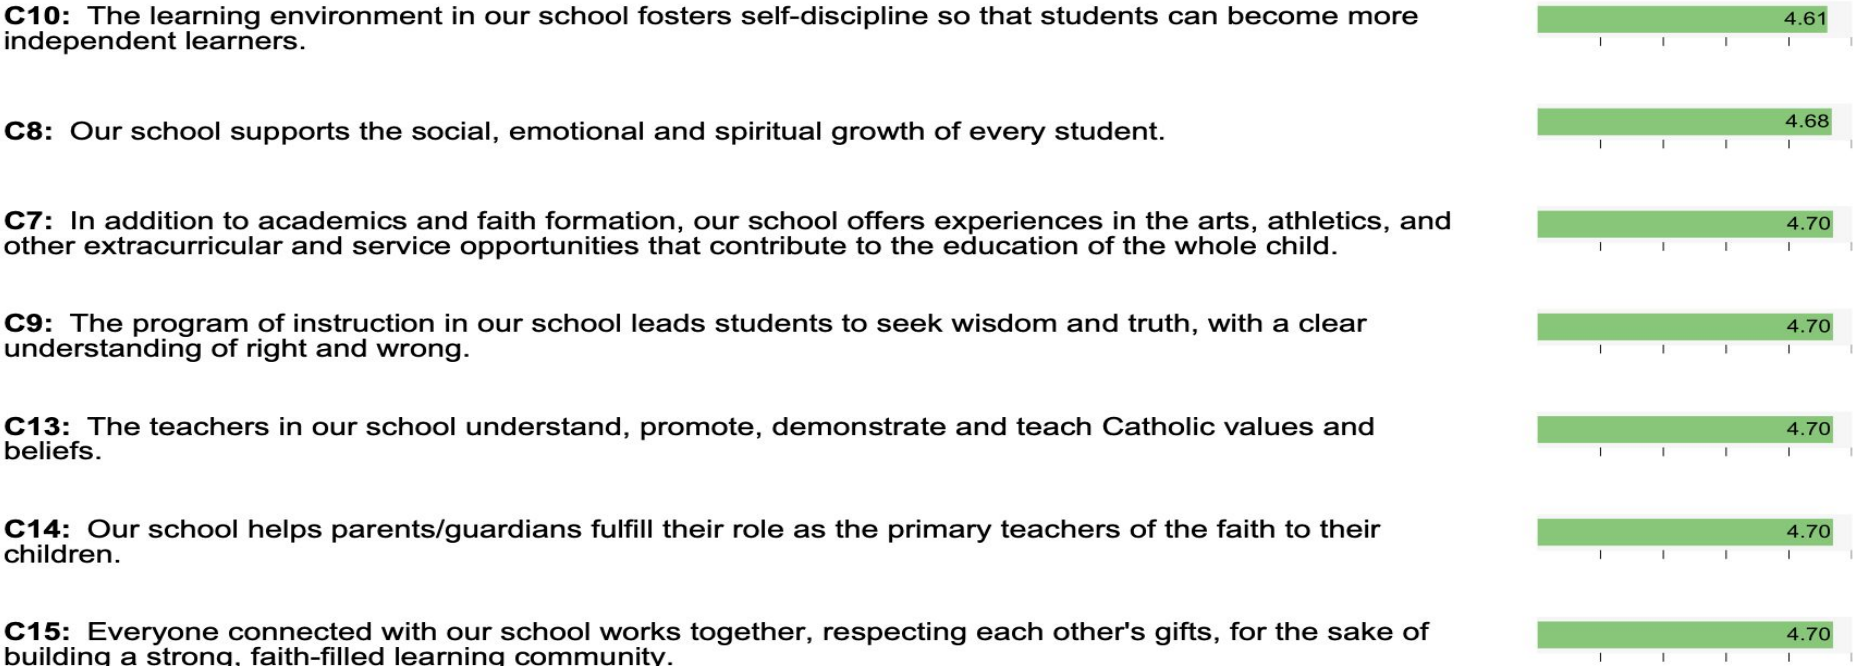 C10: The learning environment in our school fosters self-discipline so that students can become more
independent learners.
4.61
C8: Our school supports the social, emotional and spiritual growth of every student.
4.68
C7: In addition to academics and faith formation, our school offers experiences in the arts, athletics, and
other extracurricular and service opportunities that contribute to the education of the whole child.
4.70
C9: The program of instruction in our school leads students to seek wisdom and truth, with a clear
understanding of right and wrong.
4.70
C13: The teachers in our school understand, promote, demonstrate and teach Catholic values and
beliefs.
4.70
C14: Our school helps parents/guardians fulfill their role as the primary teachers of the faith to their
children.
4.70
C15: Everyone connected with our school works together, respecting each other's gifts, for the sake of
building a strong, faith-filled learning community.
4.70